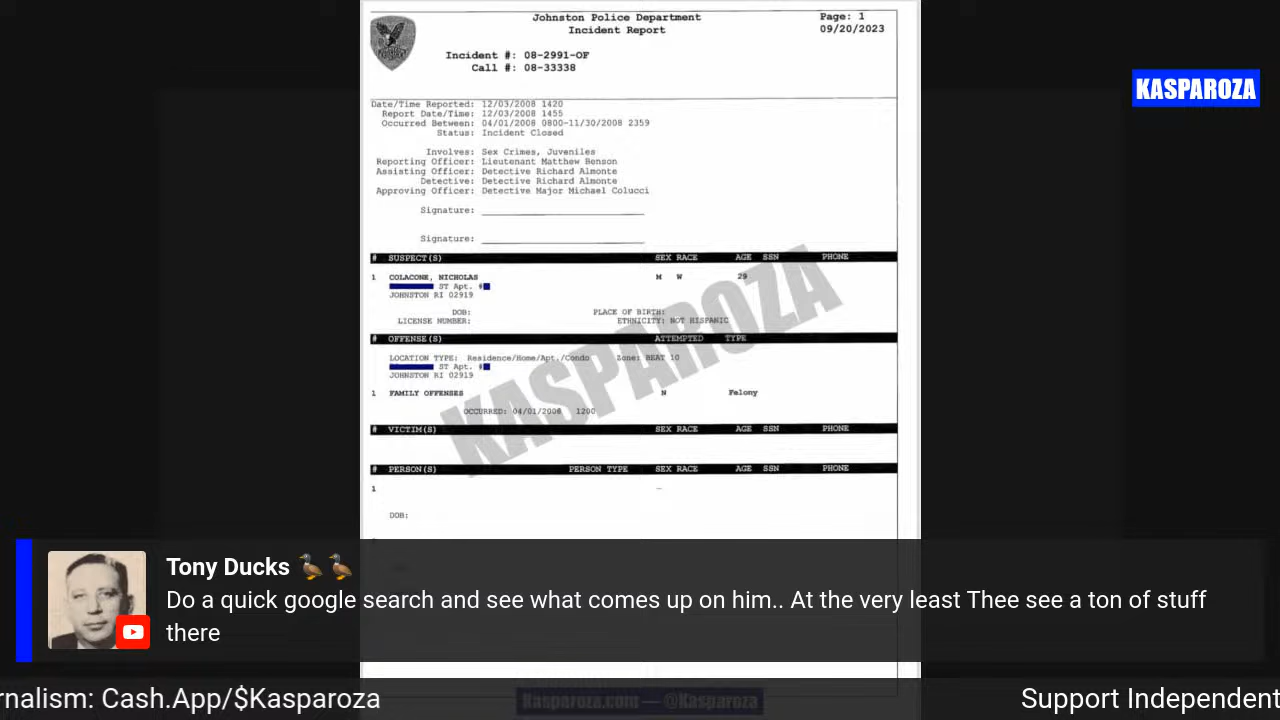 Johnston Police Department
Incident Report
Page: 1
09/20/2023
Incident #: 08-2991-OF
Call #: 08-33338
KASPAROZA
Date/Time Reported: 12/03/2008 1420
Report Date/Time: 12/03/2008 1455
Occurred Between: 04/01/2008 0800-11/30/2008 2359
Status: Incident Closed
Involves: Sex Crimes, Juveniles
Reporting Officer: Lieutenant Matthew Benson
Assisting Officer: Detective Richard Almonte
Detective: Detective Richard Almonte
Approving Officer: Detective Major Michael Colucci
Signature:
Signature:
# SUSPECT(S) SEX RACE AGE SSN PHONE
1 COLACONE, NICHOLAS M W 29
ST Apt. #
JOHNSTON RI 02919
DOB: PLACE OF BIRTH:
LICENSE NUMBER: ETHNICITY: NOT HISPANIC
# OFFENSE(S) ATTEMPTED TYPE
LOCATION TYPE: Residence/Home/Apt./Condo Zone: BEAT 10
ST Apt. #
JOHNSTON RI 02919
1 FAMILY OFFENSES N Felony
OCCURRED: 04/01/2008 1200
KASPAROZA
# VICTIM(S) SEX RACE AGE SSN PHONE
# PERSON(S) PERSON TYPE SEX RACE AGE SSN PHONE
1
DOB:
Tony Ducks 🦆🦆
Do a quick google search and see what comes up on him.. At the very least Thee see a ton of stuff
there
rnalism: Cash.App/$Kasparoza
Kasparoza.com — @Kasparoza
Support Independent